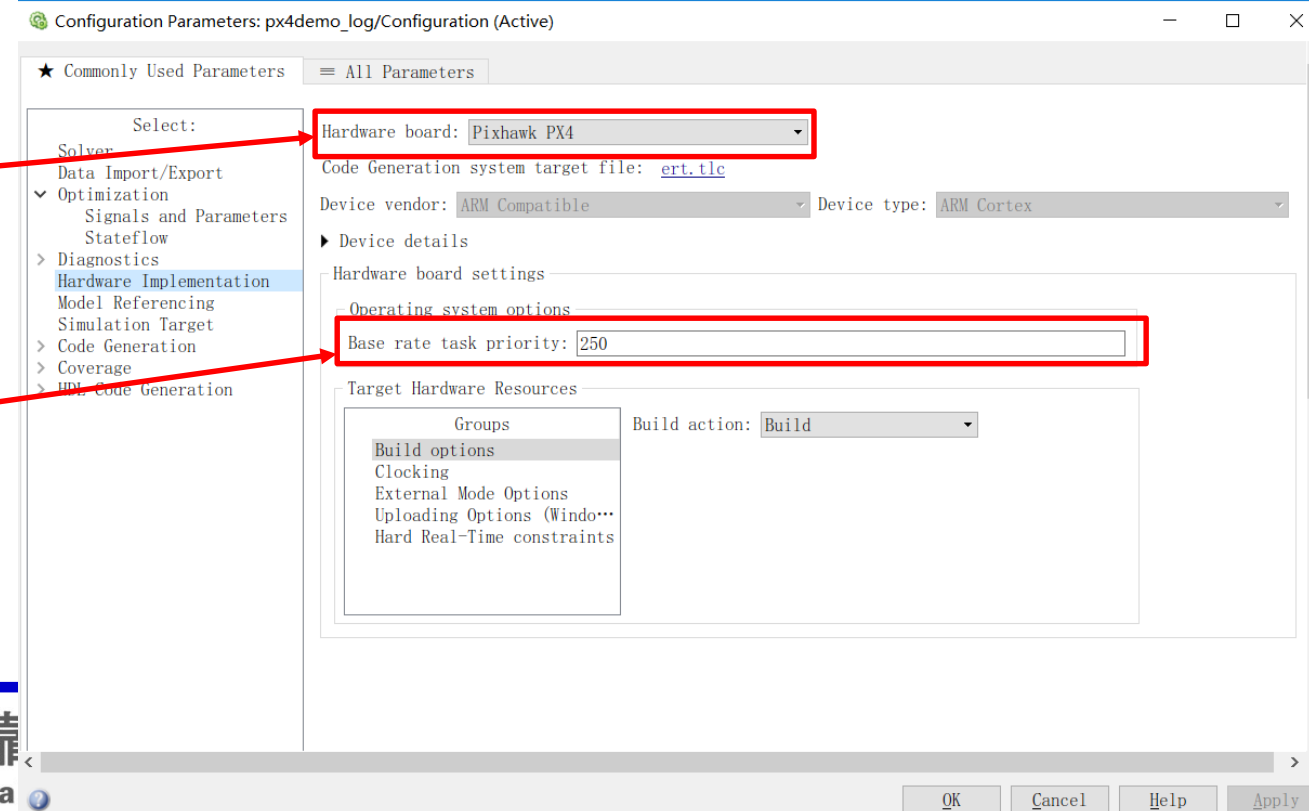 Configuration Parameters: px4demo_log/Configuration (Active)
★ Commonly Used Parameters
= All Parameters
Select:
Solver
Data Import/Export
Optimization
Signals and Parameters
Stateflow
Diagnostics
Hardware Implementation
Model Referencing
Simulation Target
Code Generation
Coverage
HDL Code Generation
Hardware board: Pixhawk PX4
Code Generation system target file: ert.tlc
Device vendor: ARM Compatible Device type: ARM Cortex
Device details
Hardware board settings
Operating system options
Base rate task priority: 250
Target Hardware Resources
Groups
Build options
Clocking
External Mode Options
Uploading Options (Windo…
Hard Real-Time constraints
Build action: Build
OK Cancel Help Apply